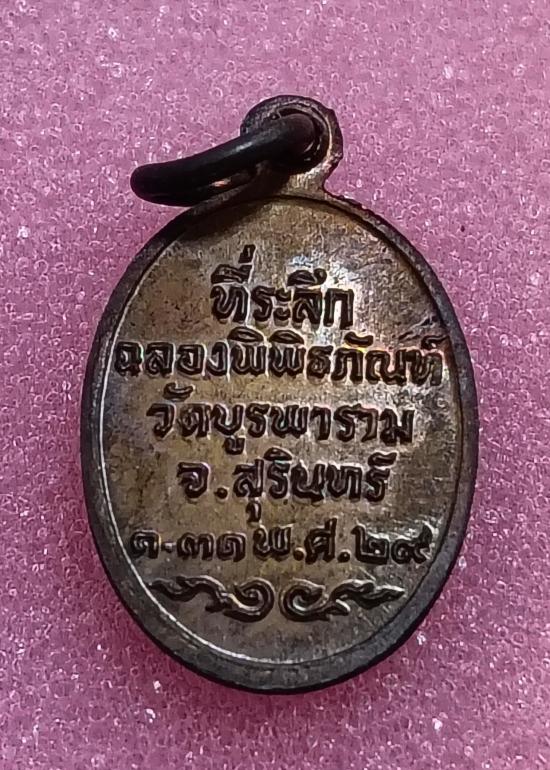 ที่ระลึก
ฉลองพิพิธภัณฑ์
วัดบูรพาราม
จ.สุรินทร์
๑-๓๑ พ.ศ.๒๙